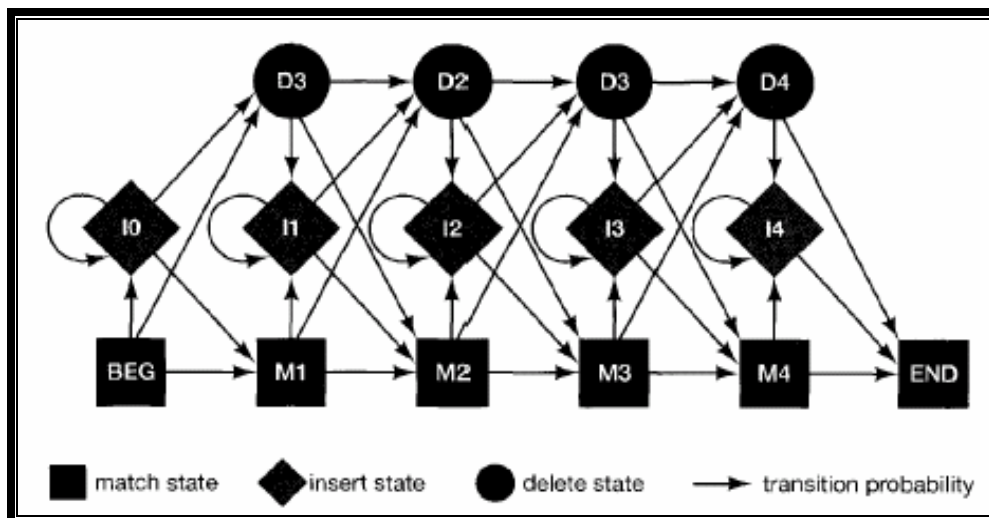 D3 D2 D3 D4
I0 I1 I2 I3 I4
BEG M1 M2 M3 M4 END
match state insert state delete state transition probability